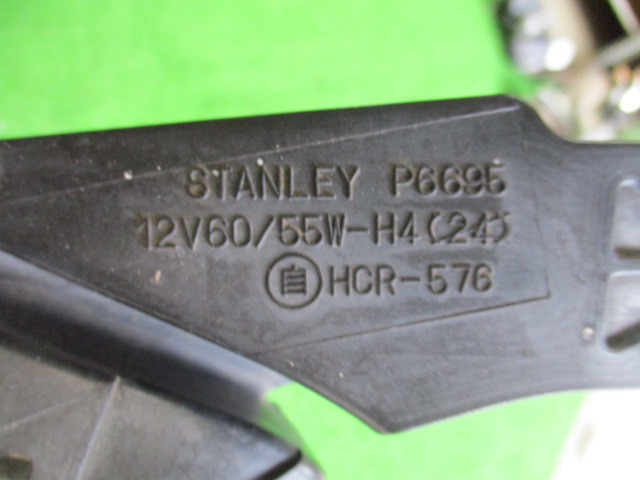 STANLEY P6695
12V60/55W-H4(24)
自 HCR-576